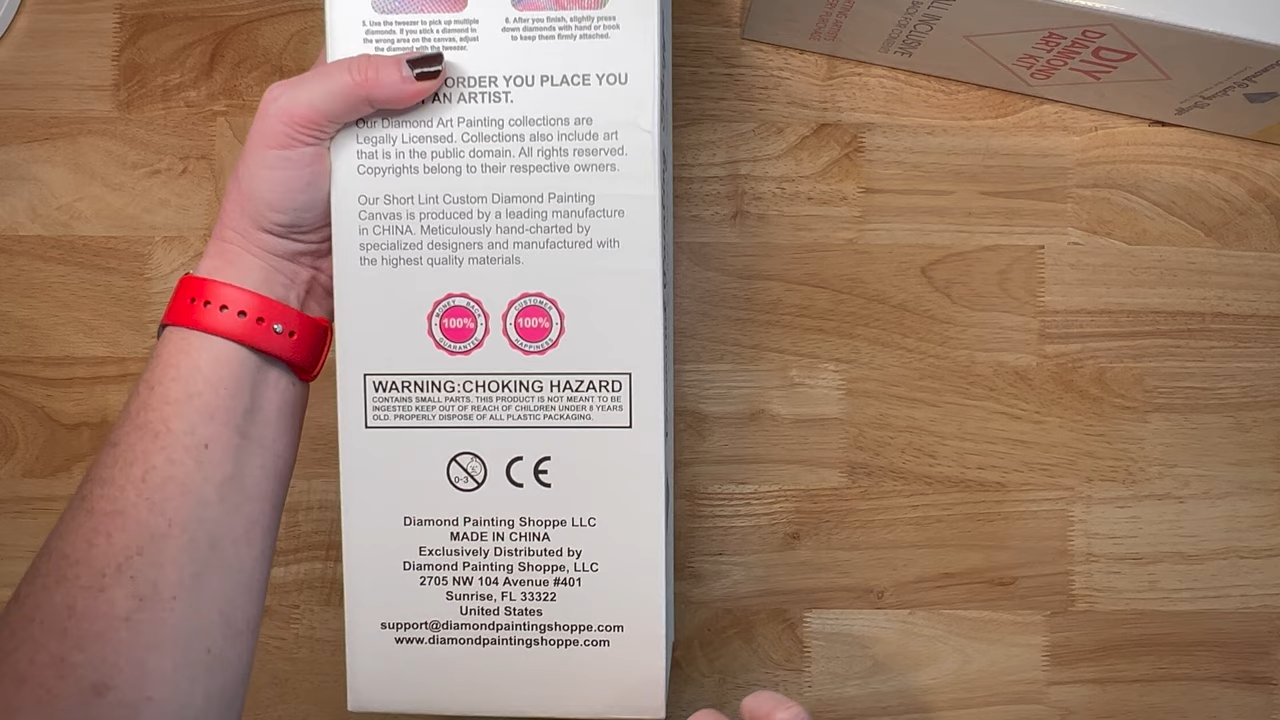 5. Use the tweezer to pick up multiple
diamonds. If you stick a diamond in
the wrong area on the canvas, adjust
the diamond with the tweezer.
6. After you finish, slightly press
down diamonds with hand or book
to keep them firmly attached.
ORDER YOU PLACE YOU
AN ARTIST.
Our Diamond Art Painting collections are
Legally Licensed. Collections also include art
that is in the public domain. All rights reserved.
Copyrights belong to their respective owners.
Our Short Lint Custom Diamond Painting
Canvas is produced by a leading manufacture
in CHINA. Meticulously hand-charted by
specialized designers and manufactured with
the highest quality materials.
MONEY BACK
100%
GUARANTEE
CUSTOMER
100%
HAPPINESS
WARNING:CHOKING HAZARD
CONTAINS SMALL PARTS. THIS PRODUCT IS NOT MEANT TO BE
INGESTED KEEP OUT OF REACH OF CHILDREN UNDER 8 YEARS
OLD. PROPERLY DISPOSE OF ALL PLASTIC PACKAGING.
0-3
CE
Diamond Painting Shoppe LLC
MADE IN CHINA
Exclusively Distributed by
Diamond Painting Shoppe, LLC
2705 NW 104 Avenue #401
Sunrise, FL 33322
United States
support@diamondpaintingshoppe.com
www.diamondpaintingshoppe.com
ALL INCLUSIVE
DIY
DIAMOND
ART KIT
Painting Shoppe